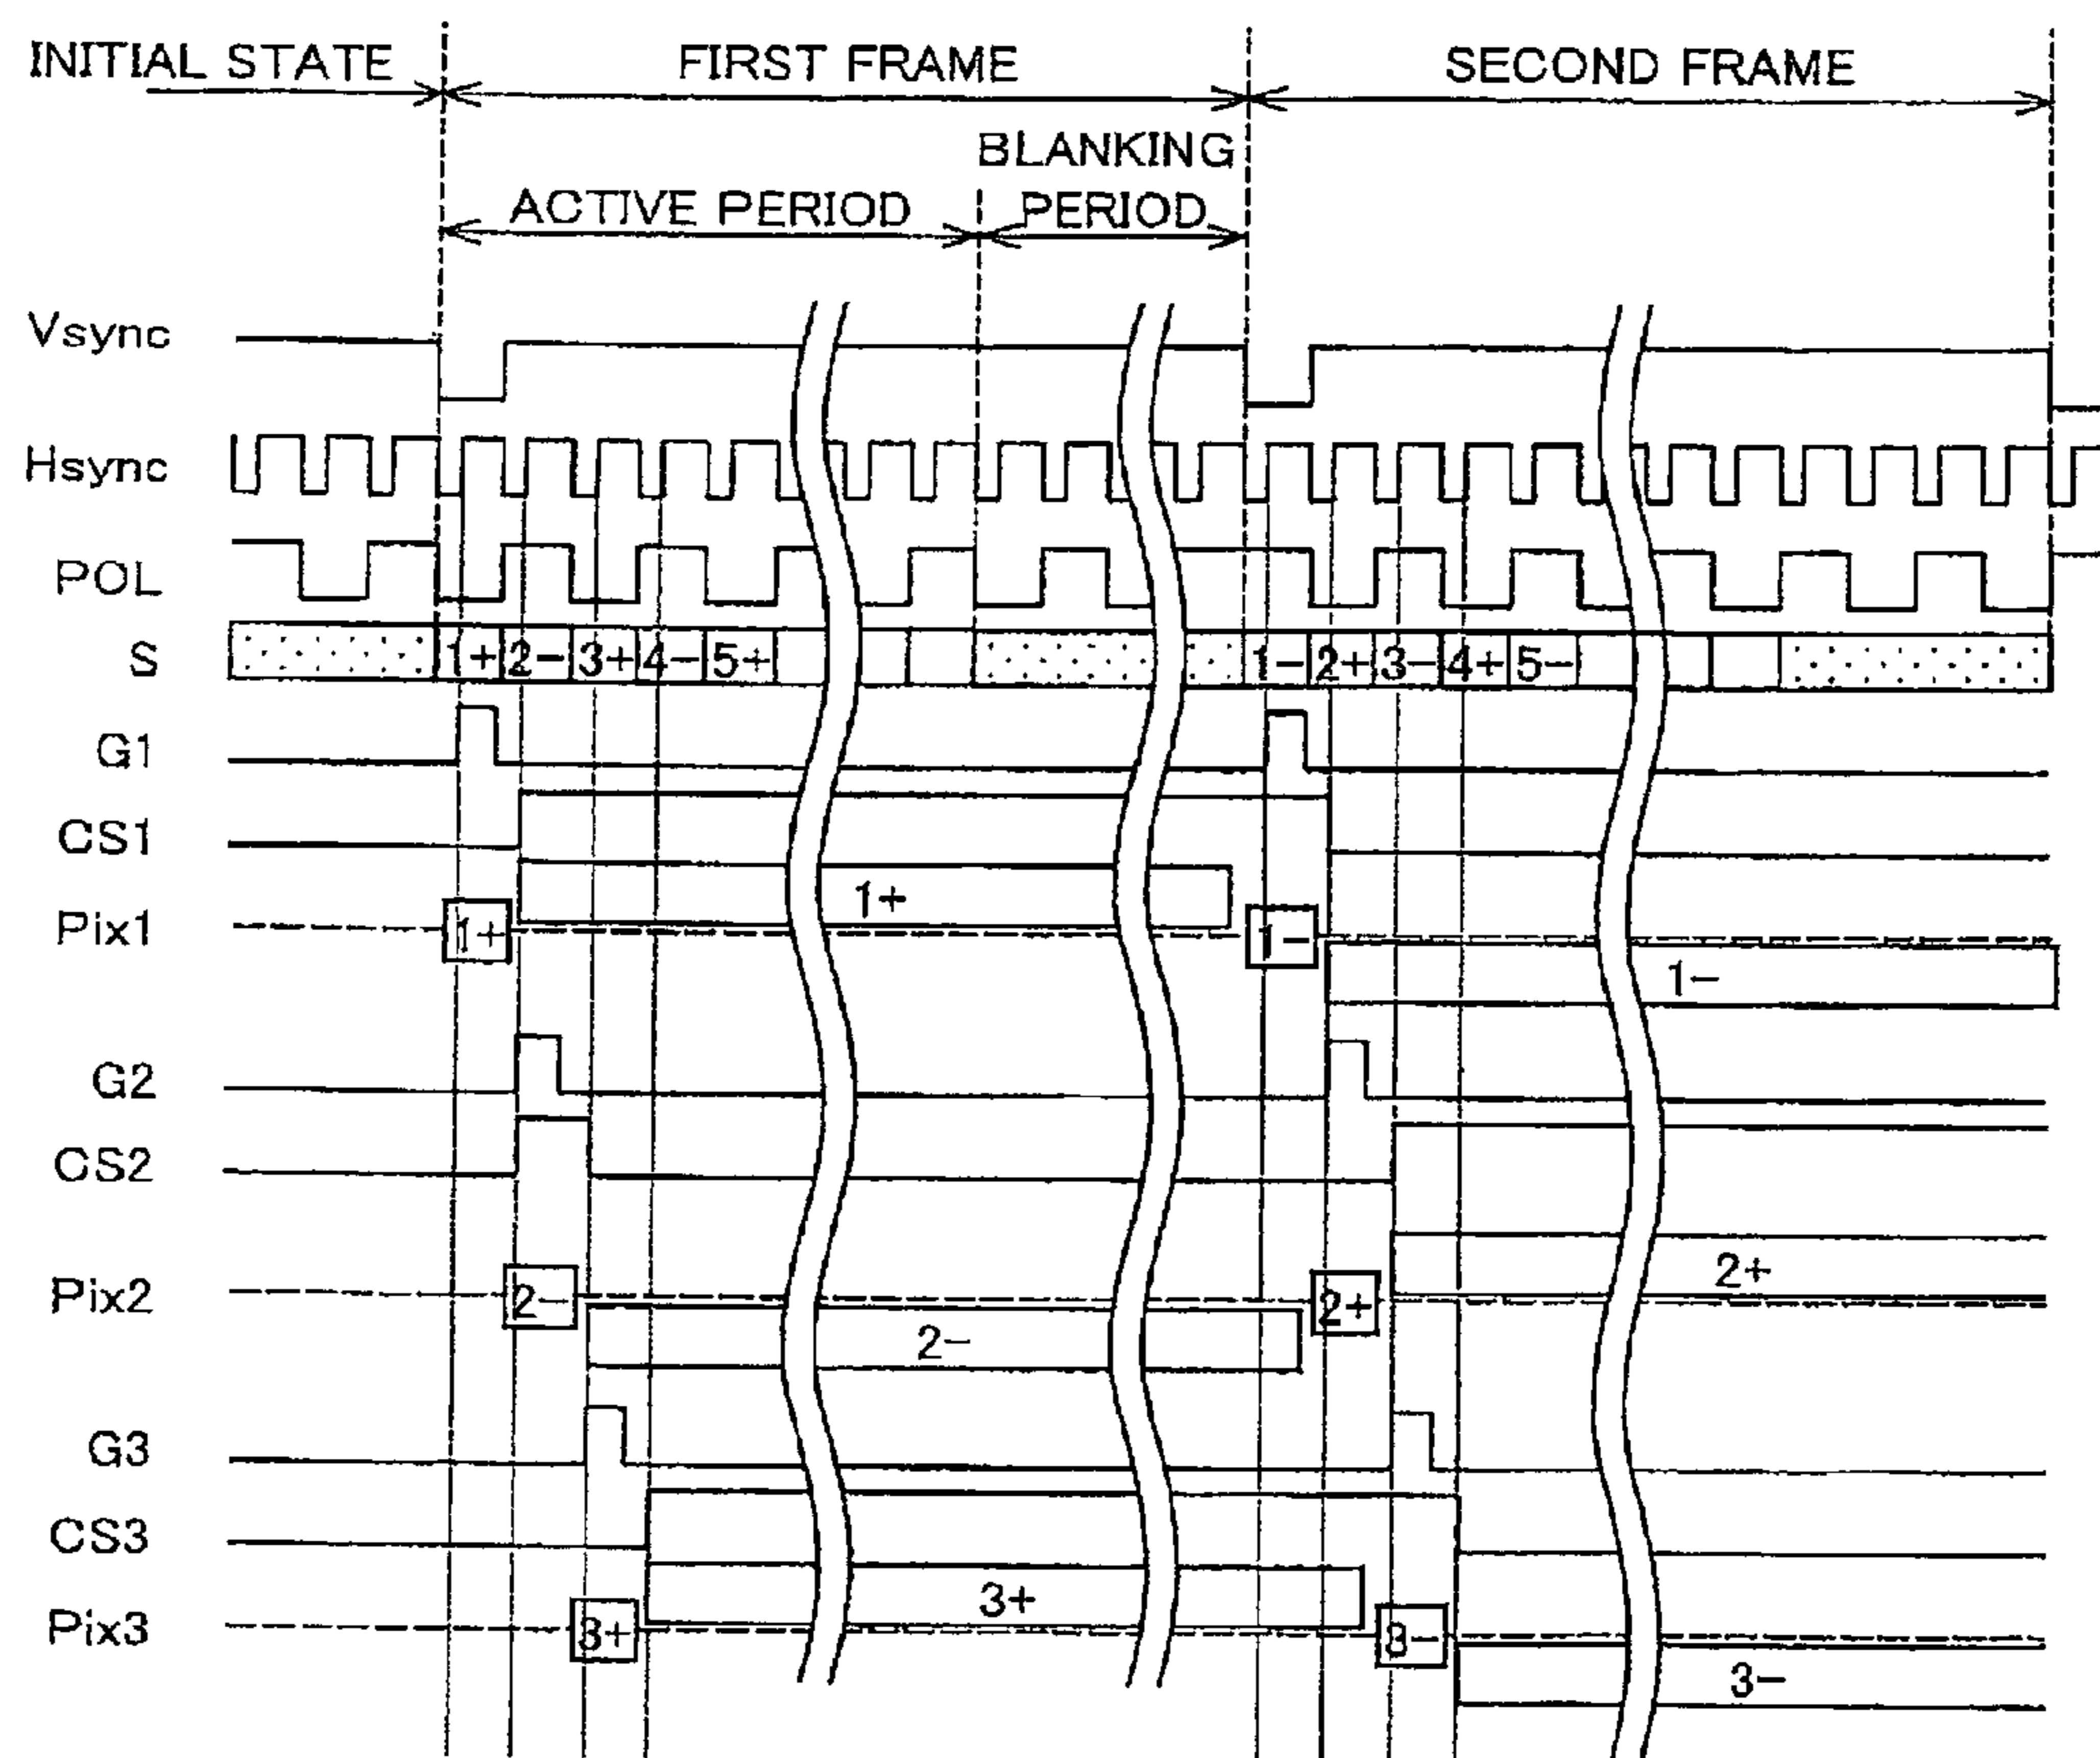 INITIAL STATE FIRST FRAME SECOND FRAME
BLANKING
ACTIVE PERIOD PERIOD
Vsync
Hsync
POL
S 1+ 2- 3+ 4- 5+ 1- 2+ 3- 4+ 5-
G1
CS1
1+
Pix1 1+ 1-
1-
G2
CS2
2+
Pix2 2- 2+
2-
G3
CS3
3+
Pix3 3+ 3-
3-